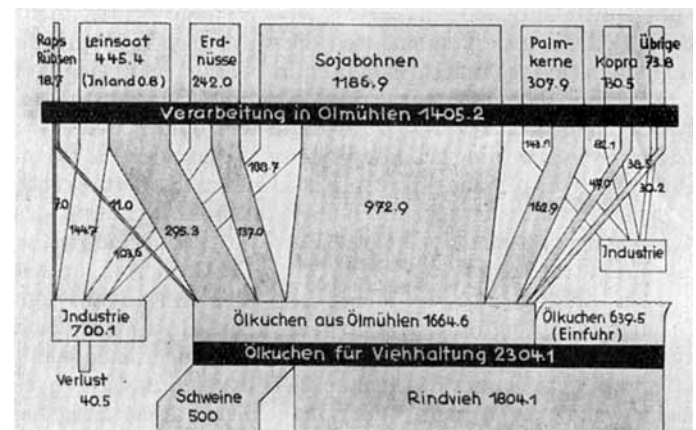 Raps Rübsen 18.7
Leinsaat 445.4 (Inland 0.8)
Erdnüsse 242.0
Sojabohnen 1186.9
Palmkerne 307.9
Kopra 130.5
Übrige 73.8
Verarbeitung in Ölmühlen 1405.2
7.0
144.7
11.0
103.6
295.3
137.0
188.7
972.9
162.9
82.1
47.0
38.5
30.2
Industrie
Industrie 700.1
Ölkuchen aus Ölmühlen 1664.6
Ölkuchen 639.5
(Einfuhr)
Ölkuchen für Viehhaltung 2304.1
Verlust
40.5
Schweine
500
Rindvieh 1804.1